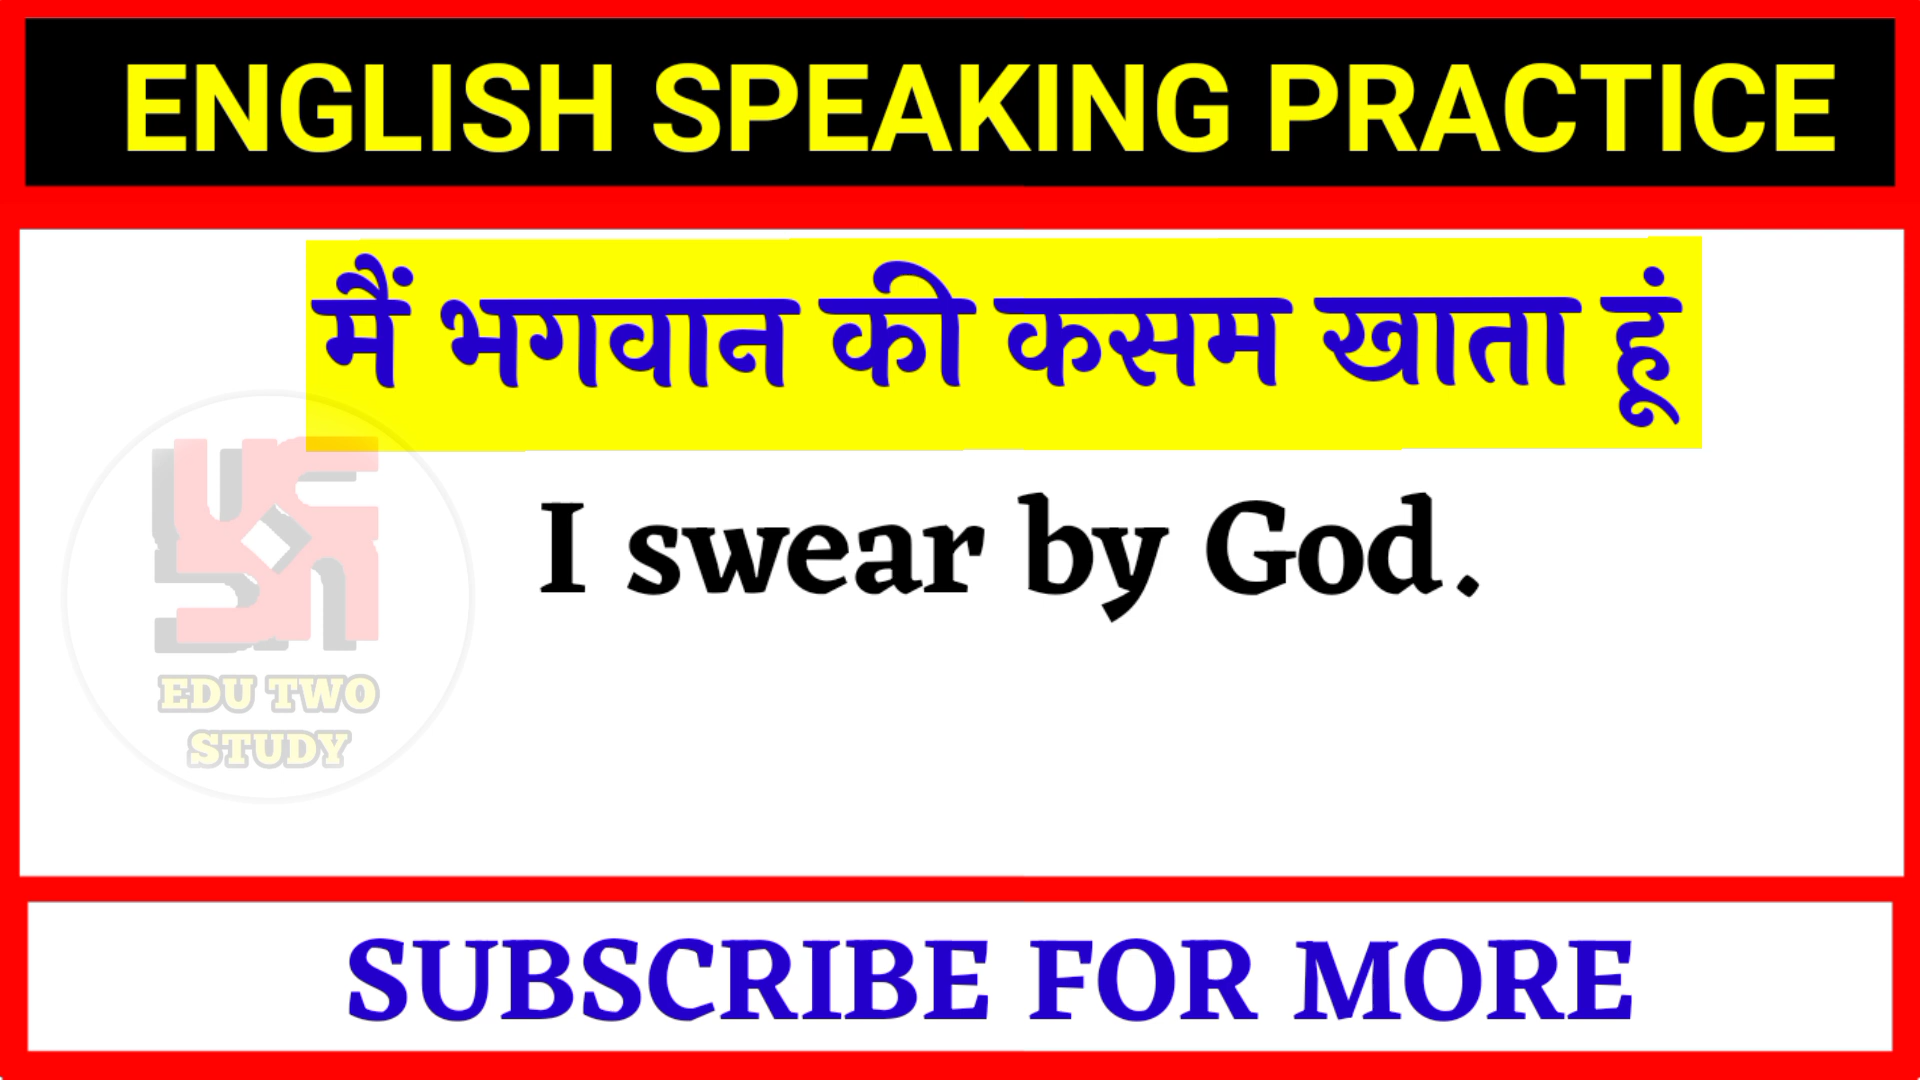 ENGLISH SPEAKING PRACTICE
मैं भगवान की कसम खाता हूं
I swear by God.
EDU TWO
STUDY
SUBSCRIBE FOR MORE